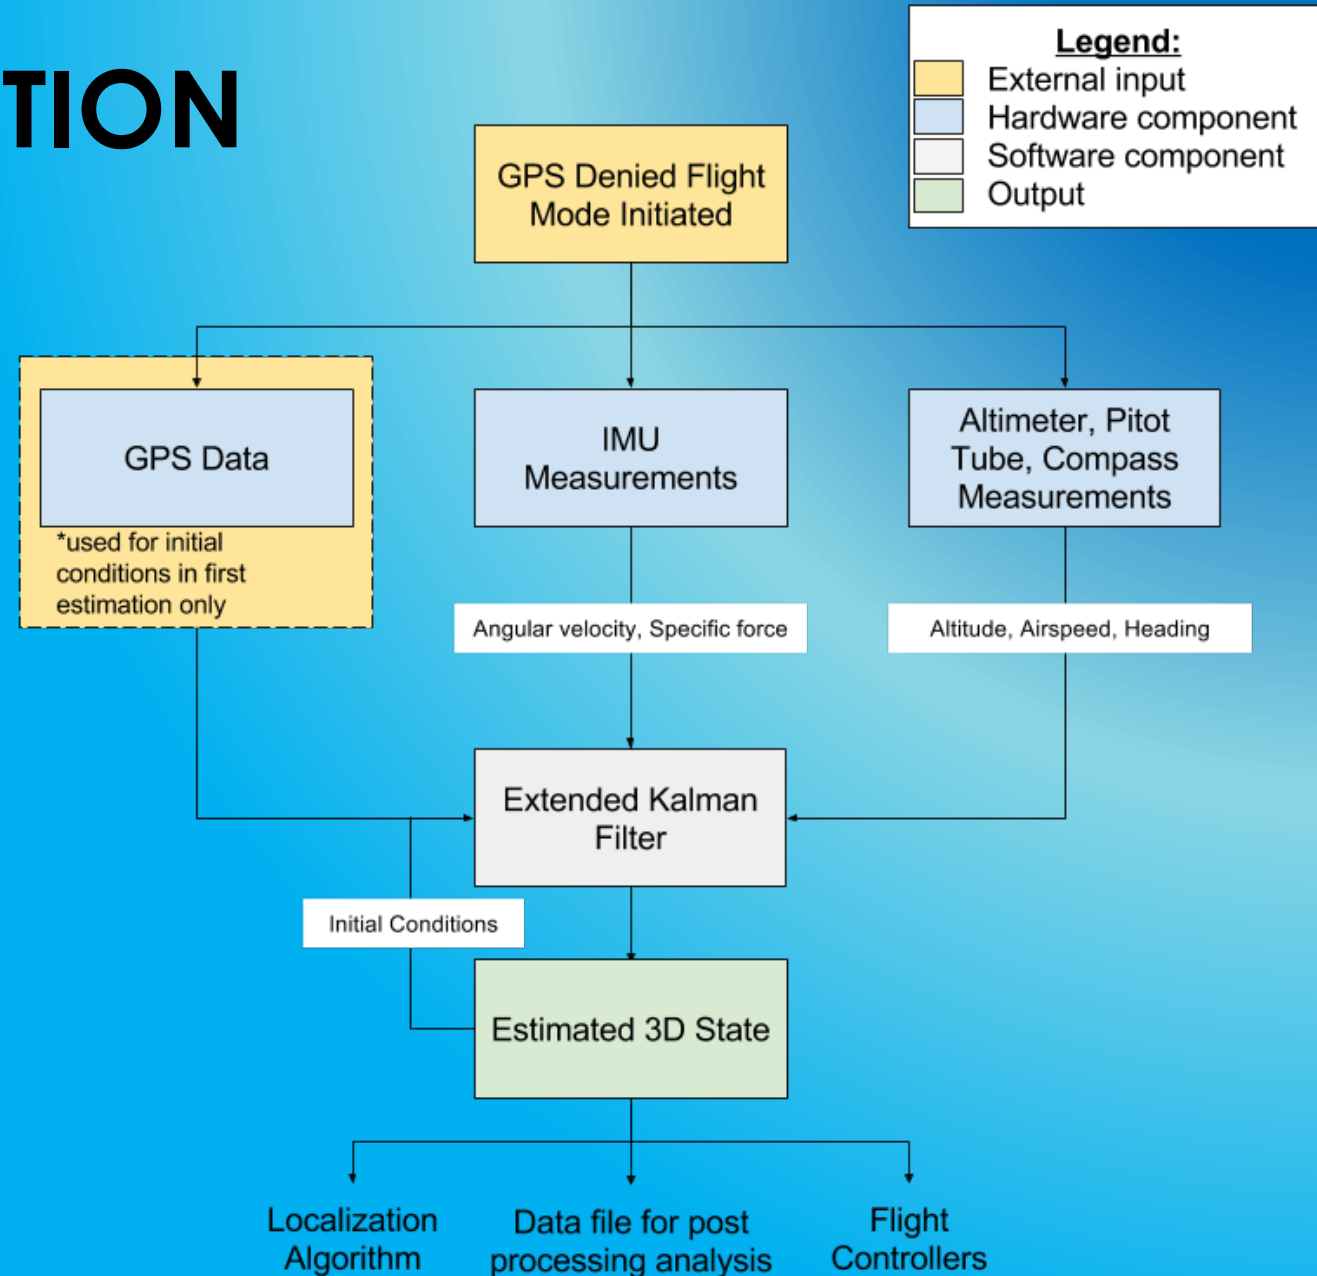 TION
Legend:
External input
Hardware component
Software component
Output
GPS Denied Flight
Mode Initiated
GPS Data
*used for initial
conditions in first
estimation only
IMU
Measurements
Altimeter, Pitot
Tube, Compass
Measurements
Angular velocity, Specific force
Altitude, Airspeed, Heading
Extended Kalman
Filter
Initial Conditions
Estimated 3D State
Localization
Algorithm
Data file for post
processing analysis
Flight
Controllers